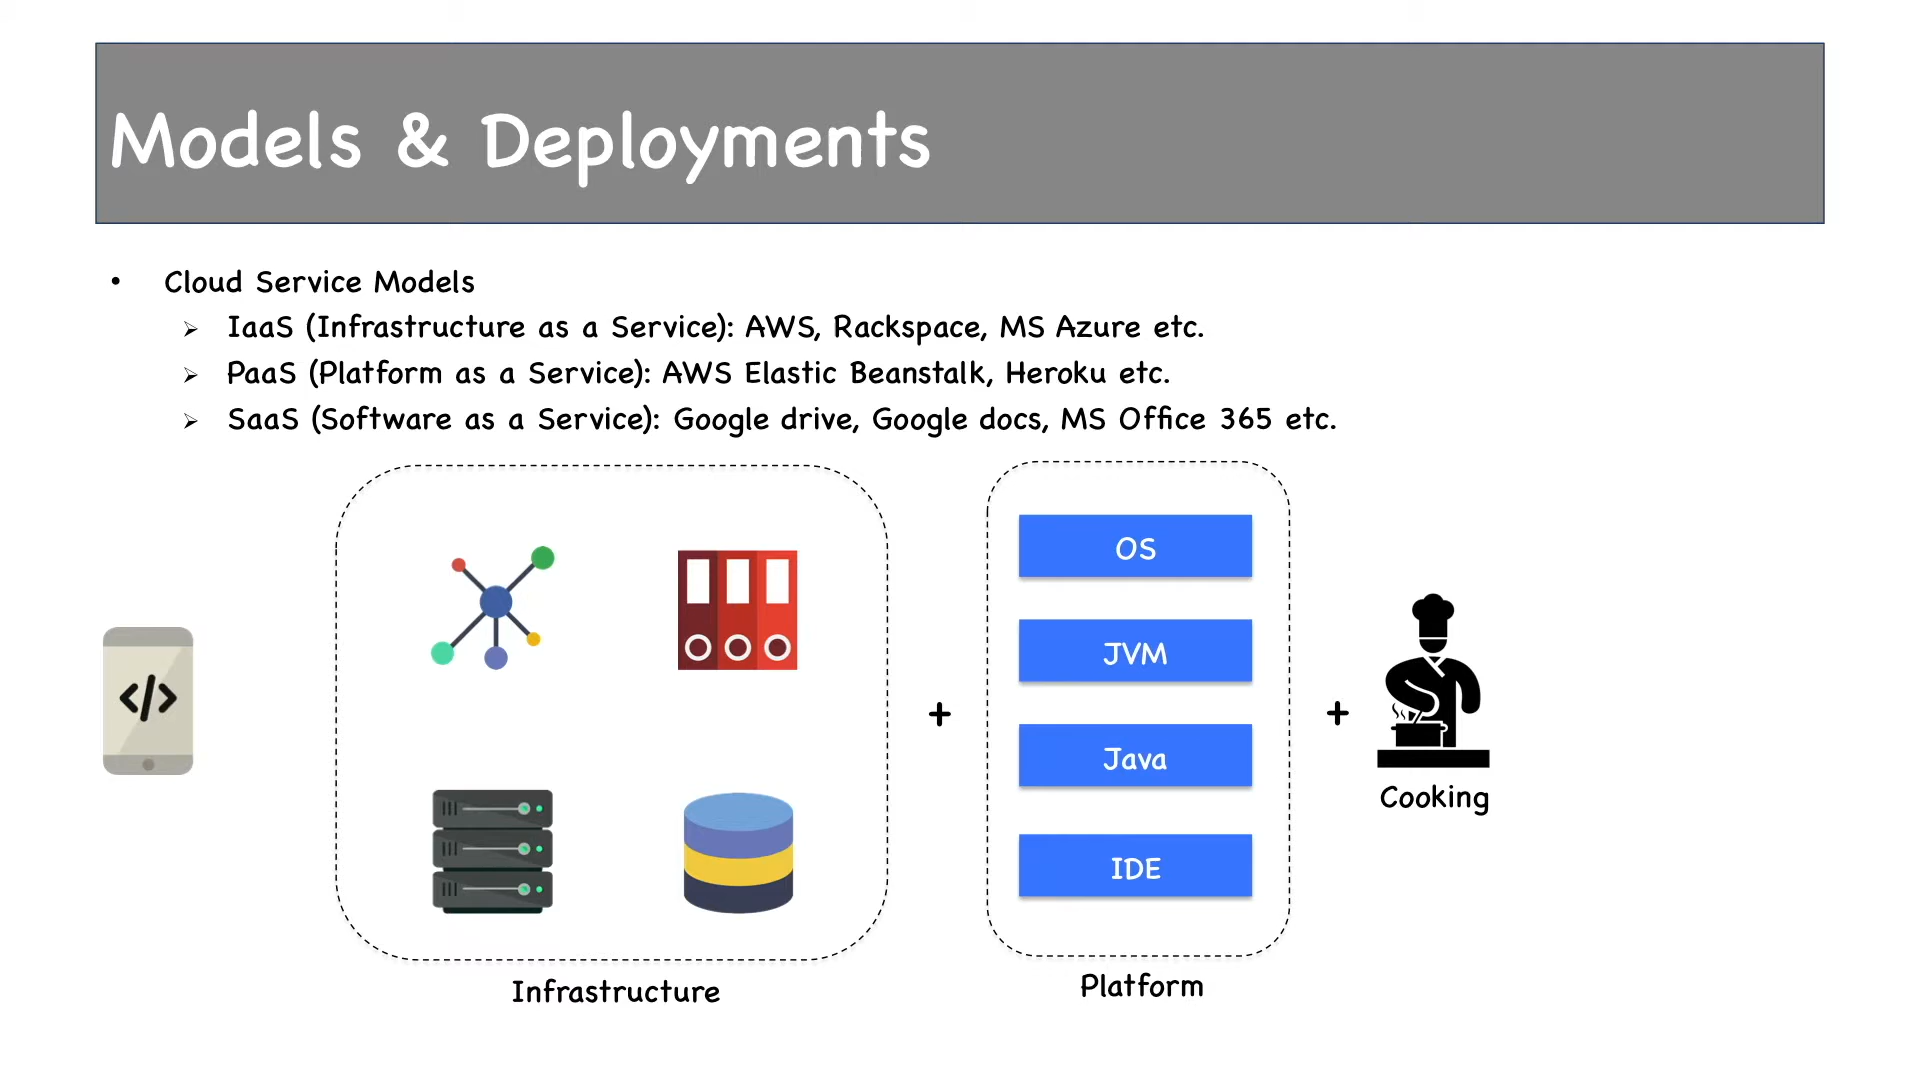 Models & Deployments
• Cloud Service Models
➢ IaaS (Infrastructure as a Service): AWS, Rackspace, MS Azure etc.
➢ PaaS (Platform as a Service): AWS Elastic Beanstalk, Heroku etc.
➢ SaaS (Software as a Service): Google drive, Google docs, MS Office 365 etc.
</>
Infrastructure
+
OS
JVM
Java
IDE
Platform
+
Cooking